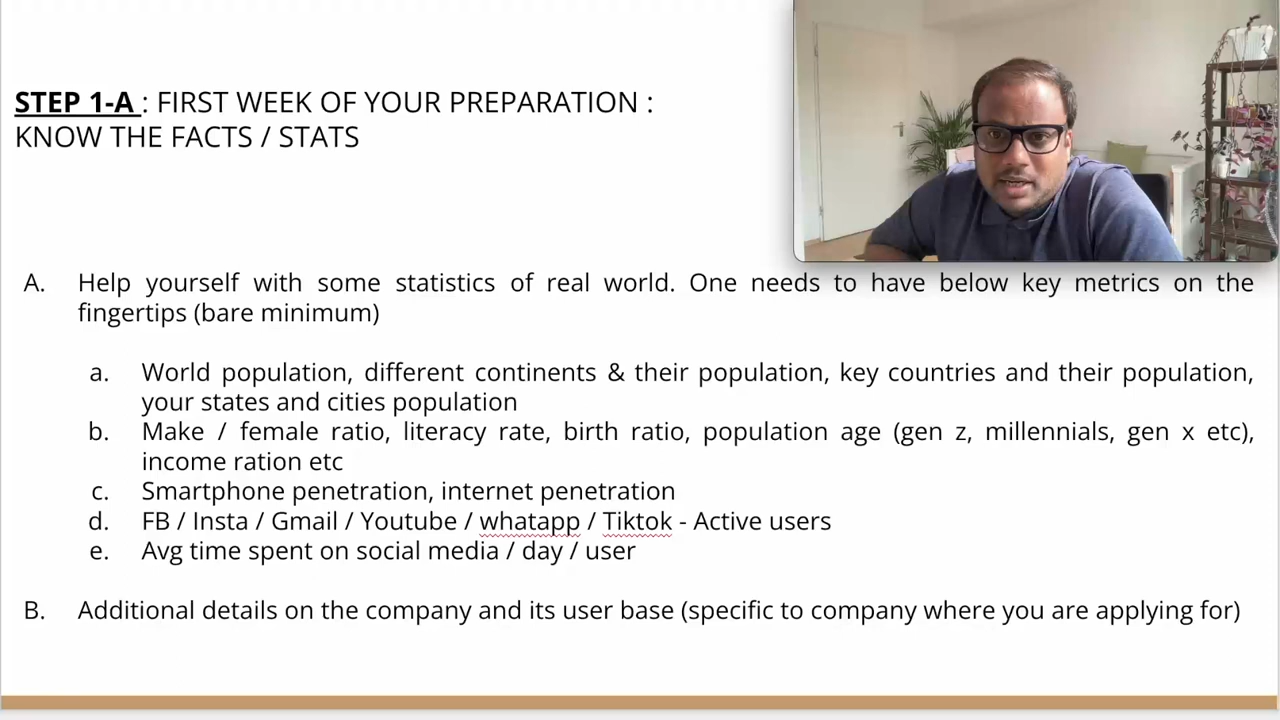 STEP 1-A : FIRST WEEK OF YOUR PREPARATION :
KNOW THE FACTS / STATS
A. Help yourself with some statistics of real world. One needs to have below key metrics on the
fingertips (bare minimum)
a. World population, different continents & their population, key countries and their population,
your states and cities population
b. Make / female ratio, literacy rate, birth ratio, population age (gen z, millennials, gen x etc),
income ration etc
c. Smartphone penetration, internet penetration
d. FB / Insta / Gmail / Youtube / whatapp / Tiktok - Active users
e. Avg time spent on social media / day / user
B. Additional details on the company and its user base (specific to company where you are applying for)